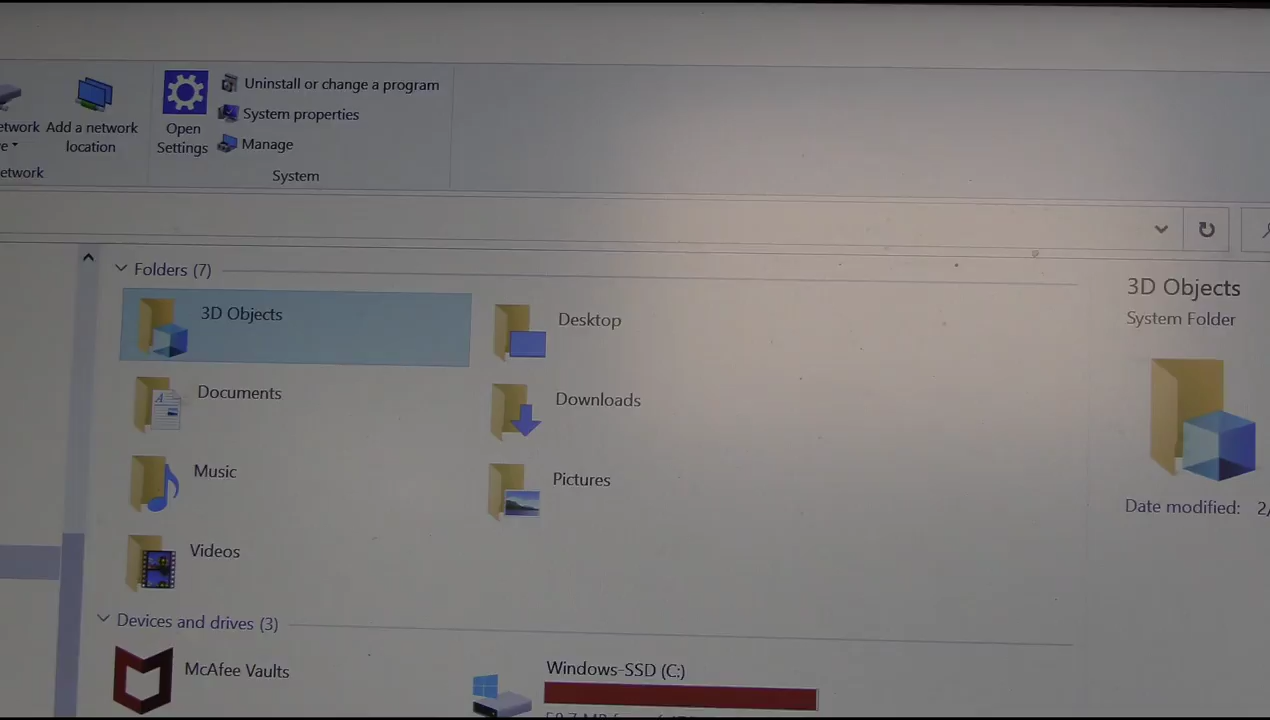 Uninstall or change a program
etwork
Add a network
location
Open
Settings
System properties
Manage
etwork
System
Folders (7)
3D Objects
Desktop
Documents
Downloads
Music
Pictures
Videos
3D Objects
System Folder
Date modified:
Devices and drives (3)
McAfee Vaults
Windows-SSD (C:)